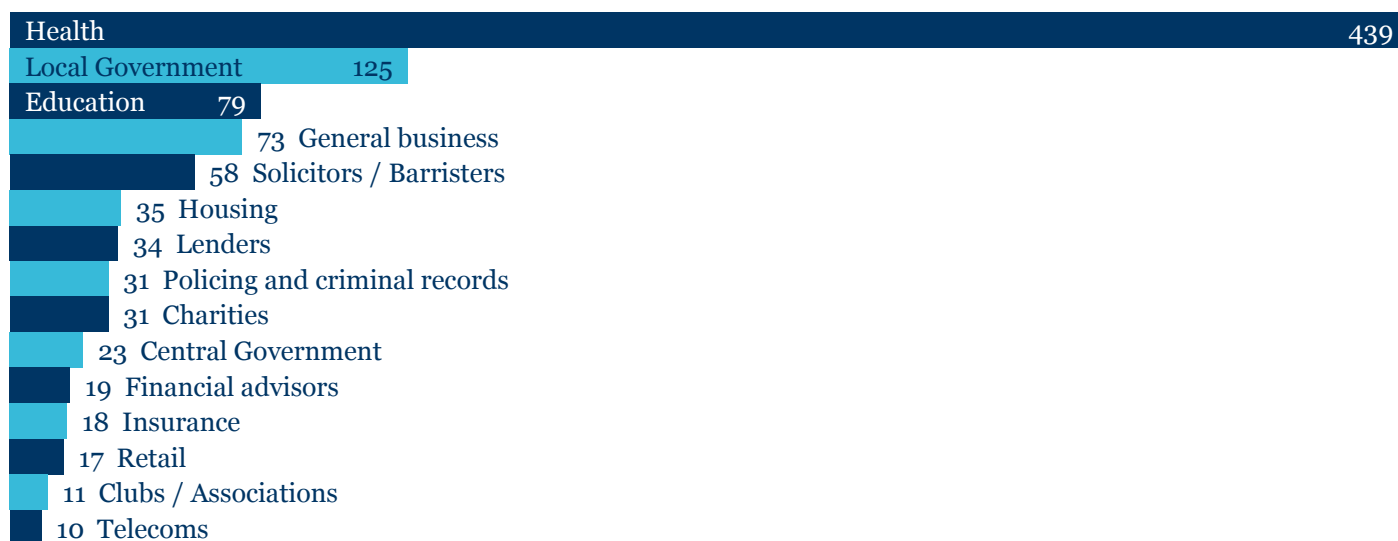 Health 439
Local Government 125
Education 79
73 General business
58 Solicitors / Barristers
35 Housing
34 Lenders
31 Policing and criminal records
31 Charities
23 Central Government
19 Financial advisors
18 Insurance
17 Retail
11 Clubs / Associations
10 Telecoms